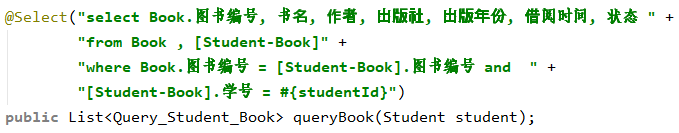 @Select("select Book.图书编号, 书名, 作者, 出版社, 出版年份, 借阅时间, 状态 " +
"from Book , [Student-Book]" +
"where Book.图书编号 = [Student-Book].图书编号 and  " +
"[Student-Book].学号 = #{studentId}")
public List<Query_Student_Book> queryBook(Student student);